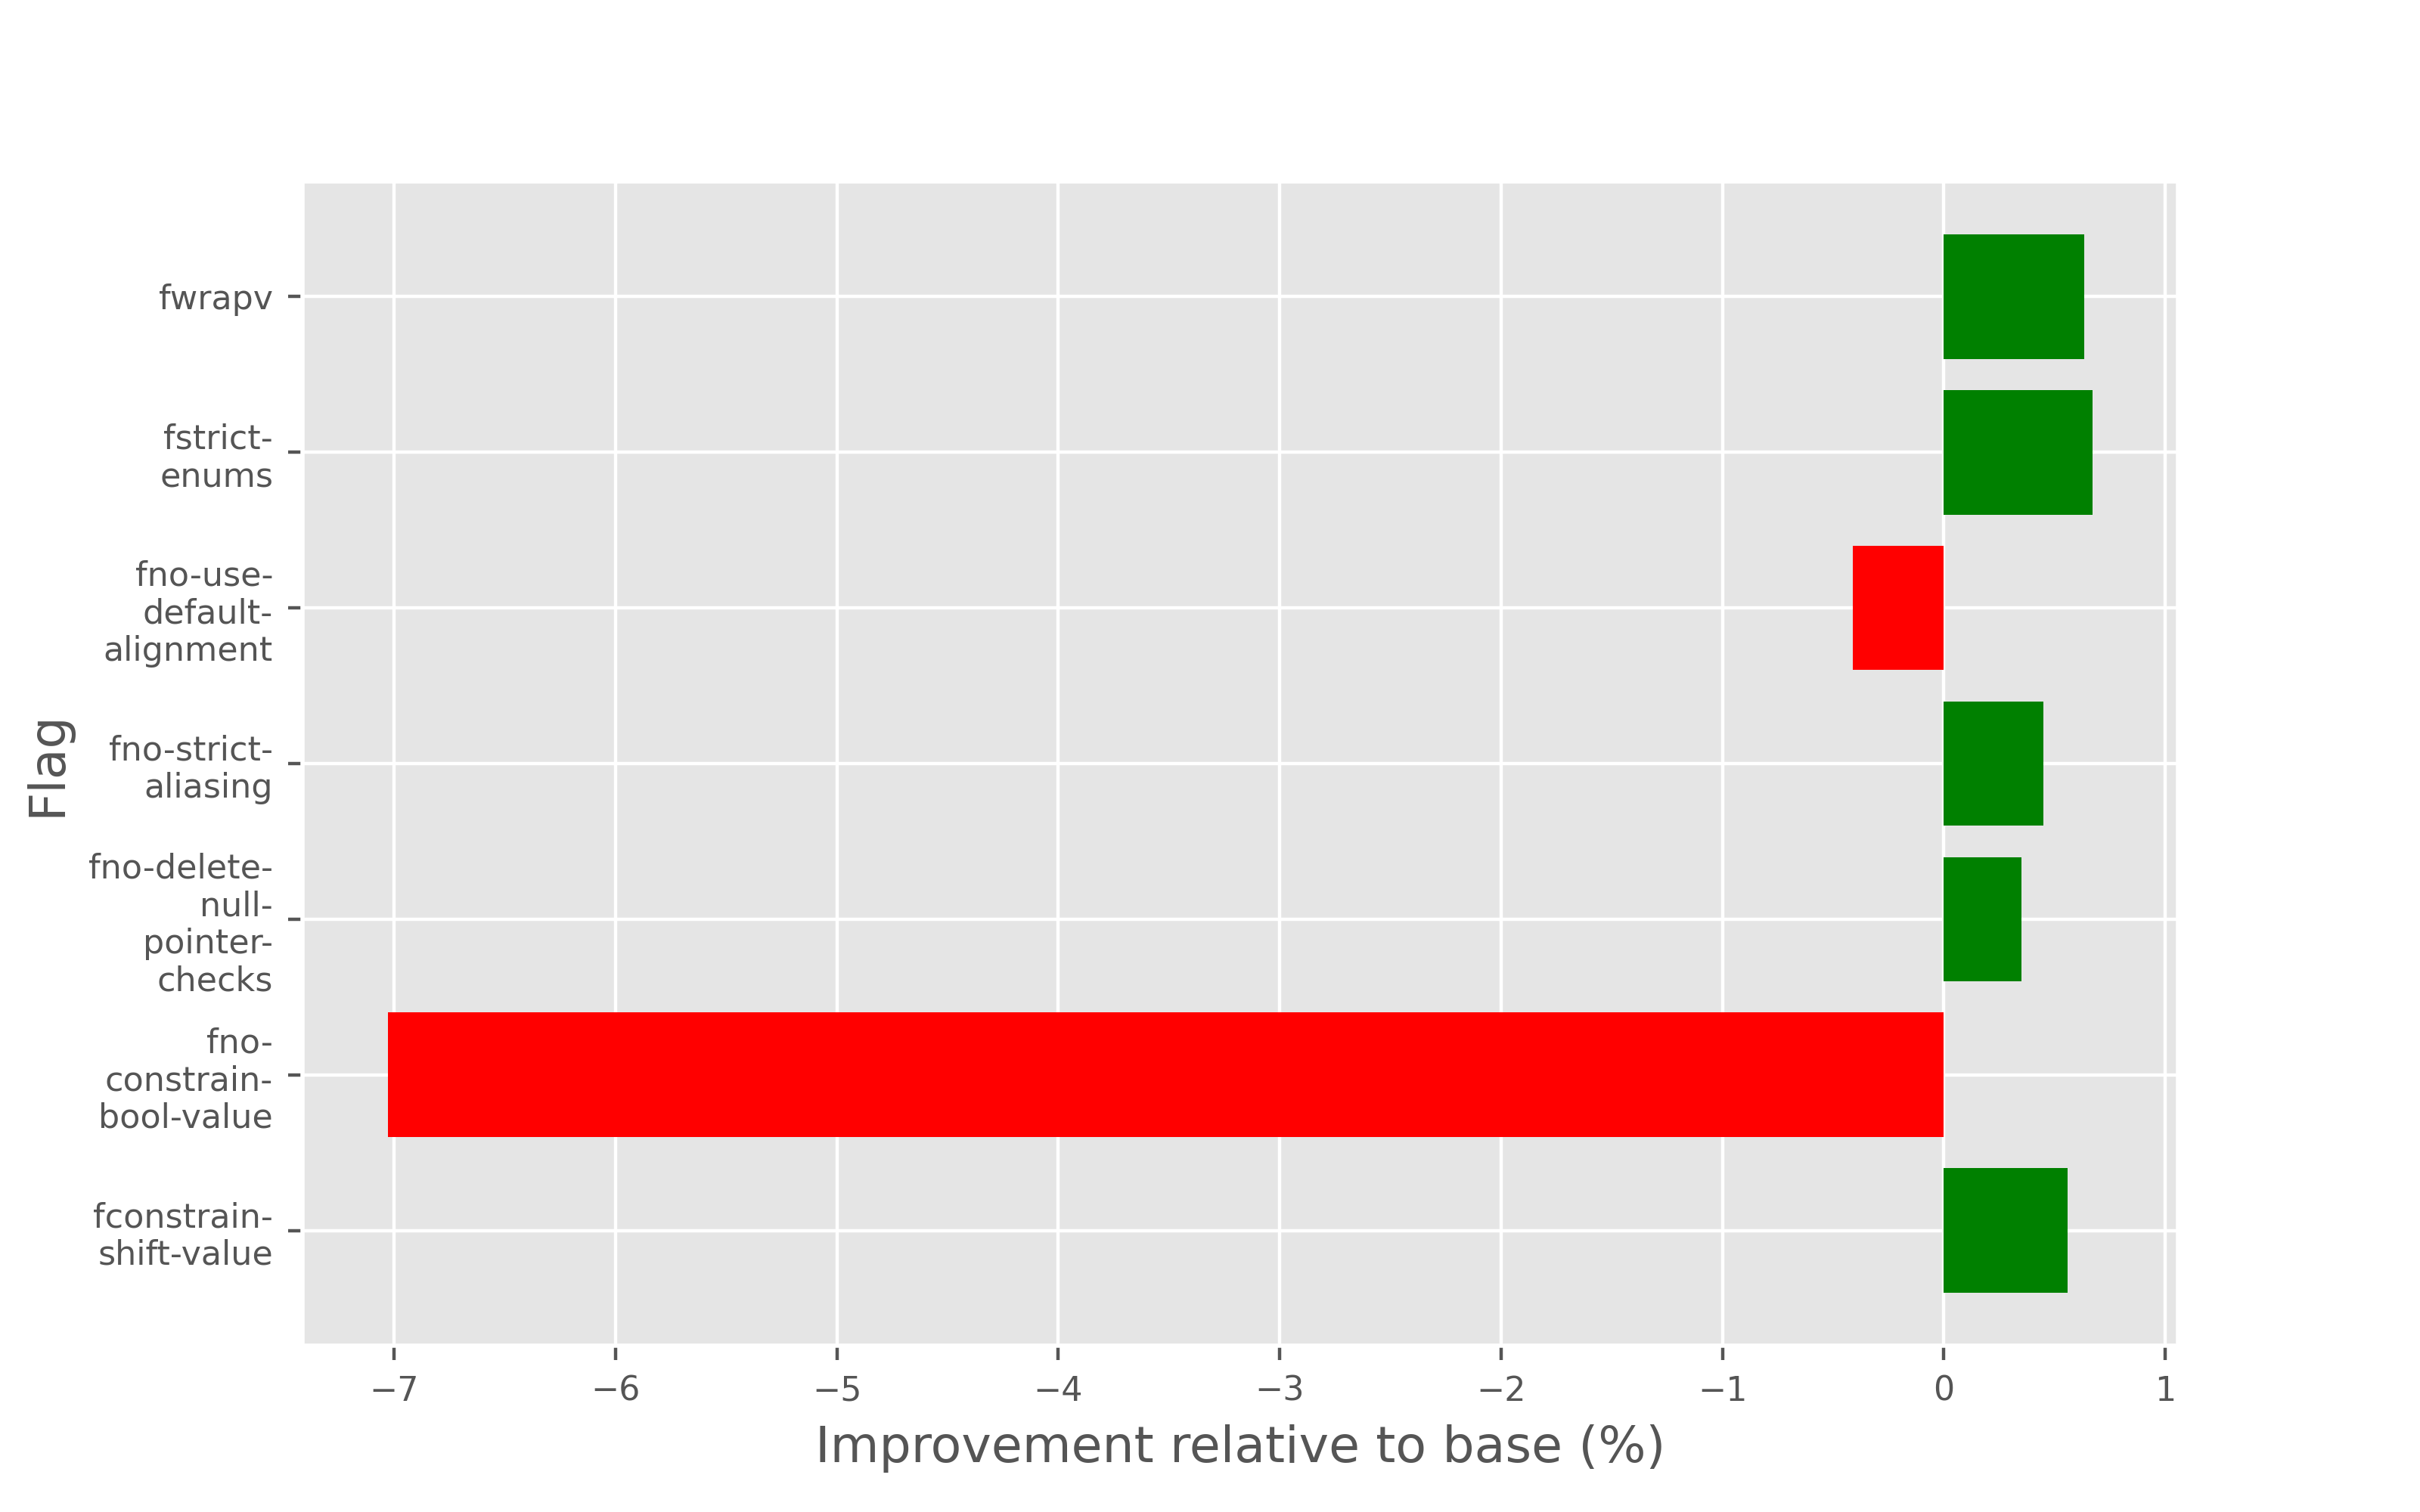 fwrapv
fstrict-
enums
fno-use-
default-
alignment
fno-strict-
aliasing
fno-delete-
null-
pointer-
checks
fno-
constrain-
bool-value
fconstrain-
shift-value
Flag
−7 −6 −5 −4 −3 −2 −1 0 1
Improvement relative to base (%)